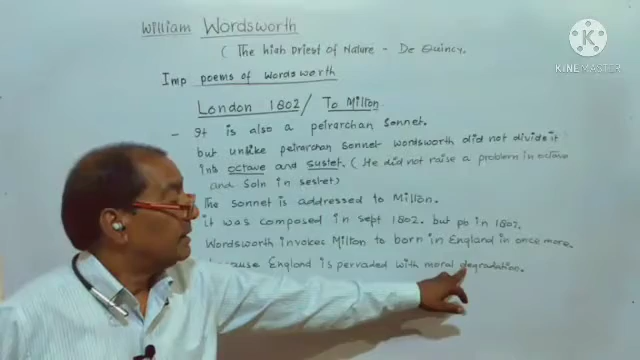 William Wordsworth
( The high Priest of Nature - De Quincy.
Imp poems of Wordsworth
London 1802/ To Milton
- It is also a peirarchan sonnet.
but unlike peirarchan sonnet wordsworth did not divide it
into octave and sustet. ( He did not raise a problem in octave
and Soln in sestet)
The sonnet is addressed to Milton.
it was composed in sept 1802. but pb in 1807.
Wordsworth invokes Milton to born in England in once more.
because England is pervaded with moral degradation.
KINEMASTER